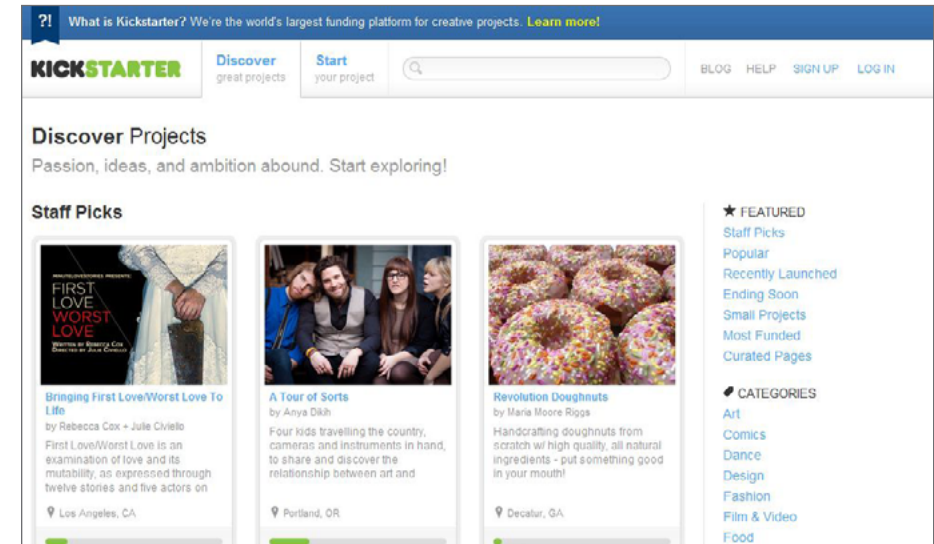 ?! What is Kickstarter? We're the world's largest funding platform for creative projects. Learn more!
KICKSTARTER
Discover
great projects
Start
your project
BLOG HELP SIGN UP LOG IN
Discover Projects
Passion, ideas, and ambition abound. Start exploring!
Staff Picks
FIRST
LOVE
WORST
LOVE
WRITTEN BY REBECCA COX
DIRECTED BY JULIE CIVIELLO
Bringing First Love/Worst Love To
Life
by Rebecca Cox + Julie Civiello
First Love/Worst Love is an
examination of love and its
mutability, as expressed through
twelve stories and five actors on
Los Angeles, CA
A Tour of Sorts
by Anya Dikih
Four kids travelling the country,
cameras and instruments in hand,
to share and discover the
relationship between art and
Portland, OR
Revolution Doughnuts
by Maria Moore Riggs
Handcrafting doughnuts from
scratch w/ high quality, all natural
ingredients - put something good
in your mouth!
Decatur, GA
FEATURED
Staff Picks
Popular
Recently Launched
Ending Soon
Small Projects
Most Funded
Curated Pages
CATEGORIES
Art
Comics
Dance
Design
Fashion
Film & Video
Food